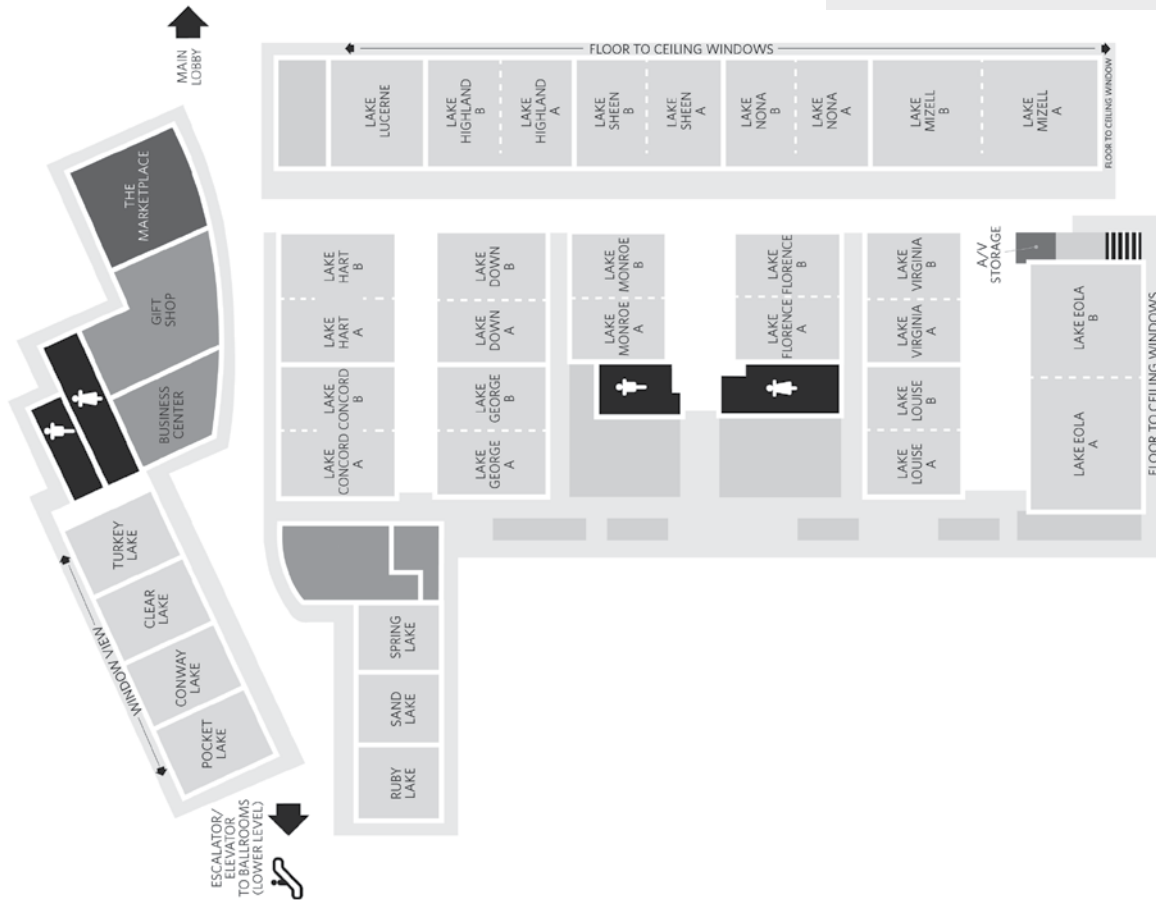 MAIN
LOBBY
FLOOR TO CEILING WINDOWS
LAKE
LUCERNE
LAKE
HIGHLAND
B
LAKE
HIGHLAND
A
LAKE
SHEEN
B
LAKE
SHEEN
A
LAKE
NONA
B
LAKE
NONA
A
LAKE
MIZELL
B
LAKE
MIZELL
A
FLOOR TO CEILING WINDOW
THE
MARKETPLACE
GIFT
SHOP
BUSINESS
CENTER
LAKE
HART
B
LAKE
HART
A
LAKE
CONCORD
B
LAKE
CONCORD
A
LAKE
DOWN
B
LAKE
DOWN
A
LAKE
GEORGE
B
LAKE
GEORGE
A
LAKE
MONROE
B
LAKE
MONROE
A
LAKE
FLORENCE
B
LAKE
FLORENCE
A
LAKE
VIRGINIA
B
LAKE
VIRGINIA
A
LAKE
LOUISE
B
LAKE
LOUISE
A
A/V
STORAGE
LAKE EOLA
B
LAKE EOLA
A
FLOOR TO CEILING WINDOWS
TURKEY
LAKE
CLEAR
LAKE
CONWAY
LAKE
POCKET
LAKE
WINDOW VIEW
SPRING
LAKE
SAND
LAKE
RUBY
LAKE
ESCALATOR/
ELEVATOR
TO BALLROOMS
(LOWER LEVEL)